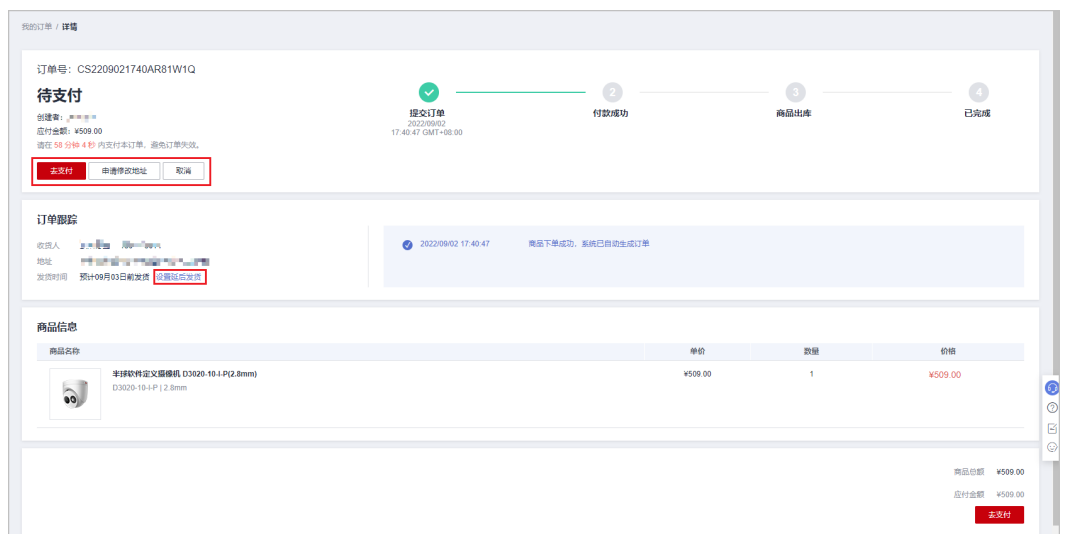 我的订单 / 详情
订单号：CS2209021740AR81W1Q
待支付
创建者：
应付金额：¥509.00
请在 58 分钟 4 秒 内支付本订单，避免订单失效。
去支付 申请修改地址 取消
2 3 4
提交订单 付款成功 商品出库 已完成
2022/09/02
17:40:47 GMT+08:00
订单跟踪
收货人
地址
发货时间 预计09月03日前发货 设置延后发货
2022/09/02 17:40:47 商品下单成功，系统已自动生成订单
商品信息
商品名称 单价 数量 价格
半球软件定义摄像机 D3020-10-I-P(2.8mm) ¥509.00 1 ¥509.00
D3020-10-I-P | 2.8mm
商品总额 ¥509.00
应付金额 ¥509.00
去支付